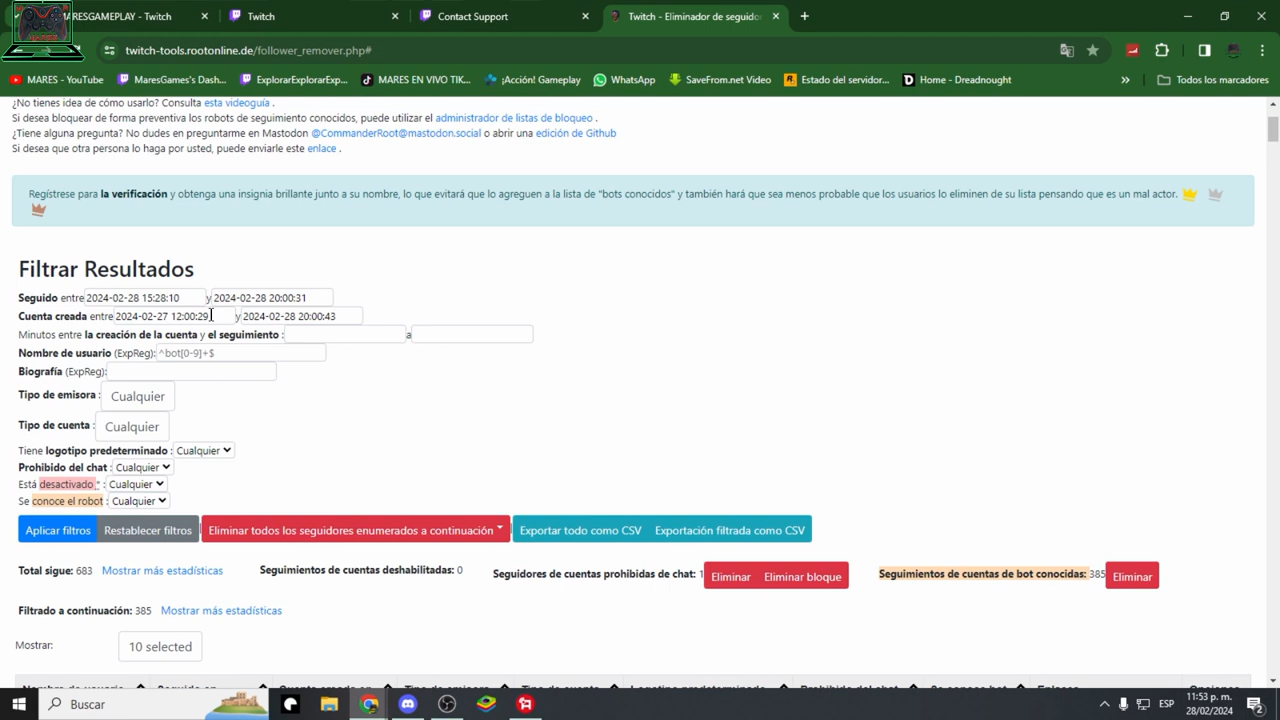 MARESGAMEPLAY - Twitch
Twitch
Contact Support
Twitch - Eliminador de seguido
twitch-tools.rootonline.de/follower_remover.php#
MARES - YouTube
MaresGames's Dash...
ExplorarExplorarExp...
MARES EN VIVO TIK...
¡Acción! Gameplay
WhatsApp
SaveFrom.net Video
Estado del servidor...
Home - Dreadnought
»
Todos los marcadores
¿No tienes idea de cómo usarlo? Consulta esta videoguía .
Si desea bloquear de forma preventiva los robots de seguimiento conocidos, puede utilizar el administrador de listas de bloqueo .
¿Tiene alguna pregunta? No dudes en preguntarme en Mastodon @CommanderRoot@mastodon.social o abrir una edición de Github
Si desea que otra persona lo haga por usted, puede enviarle este enlace .
Regístrese para la verificación y obtenga una insignia brillante junto a su nombre, lo que evitará que lo agreguen a la lista de "bots conocidos" y también hará que sea menos probable que los usuarios lo eliminen de su lista pensando que es un mal actor.
Filtrar Resultados
Seguido entre 2024-02-28 15:28:10 y 2024-02-28 20:00:31
Cuenta creada entre 2024-02-27 12:00:29 y 2024-02-28 20:00:43
Minutos entre la creación de la cuenta y el seguimiento : a
Nombre de usuario (ExpReg): ^bot[0-9]+$
Biografía (ExpReg):
Tipo de emisora : Cualquier
Tipo de cuenta : Cualquier
Tiene logotipo predeterminado : Cualquier
Prohibido del chat : Cualquier
Está desactivado * : Cualquier
Se conoce el robot : Cualquier
Aplicar filtros Restablecer filtros Eliminar todos los seguidores enumerados a continuación Exportar todo como CSV Exportación filtrada como CSV
Total sigue: 683 Mostrar más estadísticas Seguimientos de cuentas deshabilitadas: 0 Seguidores de cuentas prohibidas de chat: 1 Eliminar Eliminar bloque Seguimientos de cuentas de bot conocidas: 385 Eliminar
Filtrado a continuación: 385 Mostrar más estadísticas
Mostrar: 10 selected
Buscar
ESP
11:53 p. m.
28/02/2024
2